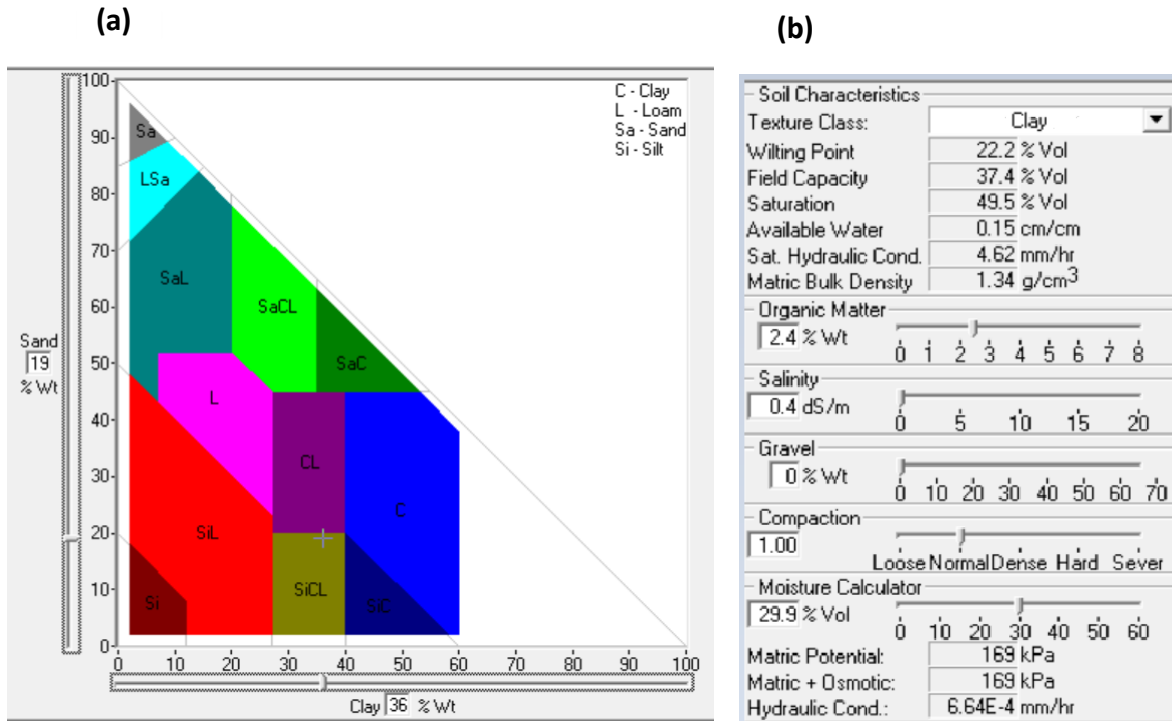 (a)
(b)
C - Clay
L - Loam
Sa - Sand
Si - Silt
100
90
80
70
60
50
40
30
20
10
0
Sand
19
% Wt
Sa
LSa
SaL
SaCL
SaC
L
CL
C
SiL
SiCL
SiC
Si
0 10 20 30 40 50 60 70 80 90 100
Clay 36 % Wt
Soil Characteristics
Texture Class: Clay
Wilting Point 22.2 % Vol
Field Capacity 37.4 % Vol
Saturation 49.5 % Vol
Available Water 0.15 cm/cm
Sat. Hydraulic Cond. 4.62 mm/hr
Matric Bulk Density 1.34 g/cm3
Organic Matter
2.4 % Wt
0 1 2 3 4 5 6 7 8
Salinity
0.4 dS/m
0 5 10 15 20
Gravel
0 % Wt
0 10 20 30 40 50 60 70
Compaction
1.00
Loose Normal Dense Hard Sever
Moisture Calculator
29.9 % Vol
0 10 20 30 40 50 60
Matric Potential: 169 kPa
Matric + Osmotic: 169 kPa
Hydraulic Cond.: 6.64E-4 mm/hr